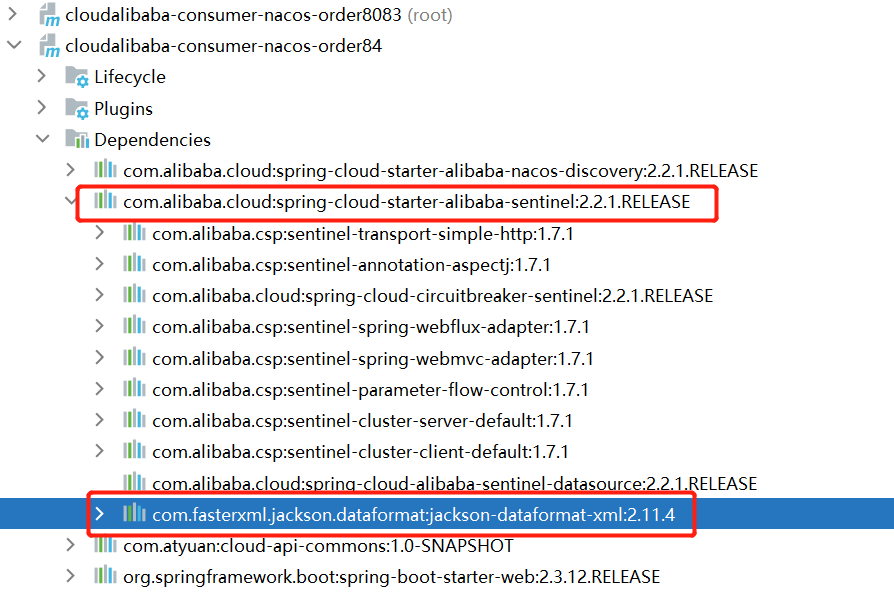 cloudalibaba-consumer-nacos-order8083 (root)
cloudalibaba-consumer-nacos-order84
Lifecycle
Plugins
Dependencies
com.alibaba.cloud:spring-cloud-starter-alibaba-nacos-discovery:2.2.1.RELEASE
com.alibaba.cloud:spring-cloud-starter-alibaba-sentinel:2.2.1.RELEASE
com.alibaba.csp:sentinel-transport-simple-http:1.7.1
com.alibaba.csp:sentinel-annotation-aspectj:1.7.1
com.alibaba.cloud:spring-cloud-circuitbreaker-sentinel:2.2.1.RELEASE
com.alibaba.csp:sentinel-spring-webflux-adapter:1.7.1
com.alibaba.csp:sentinel-spring-webmvc-adapter:1.7.1
com.alibaba.csp:sentinel-parameter-flow-control:1.7.1
com.alibaba.csp:sentinel-cluster-server-default:1.7.1
com.alibaba.csp:sentinel-cluster-client-default:1.7.1
com.alibaba.cloud:spring-cloud-alibaba-sentinel-datasource:2.2.1.RELEASE
com.fasterxml.jackson.dataformat:jackson-dataformat-xml:2.11.4
com.atyuan:cloud-api-commons:1.0-SNAPSHOT
org.springframework.boot:spring-boot-starter-web:2.3.12.RELEASE